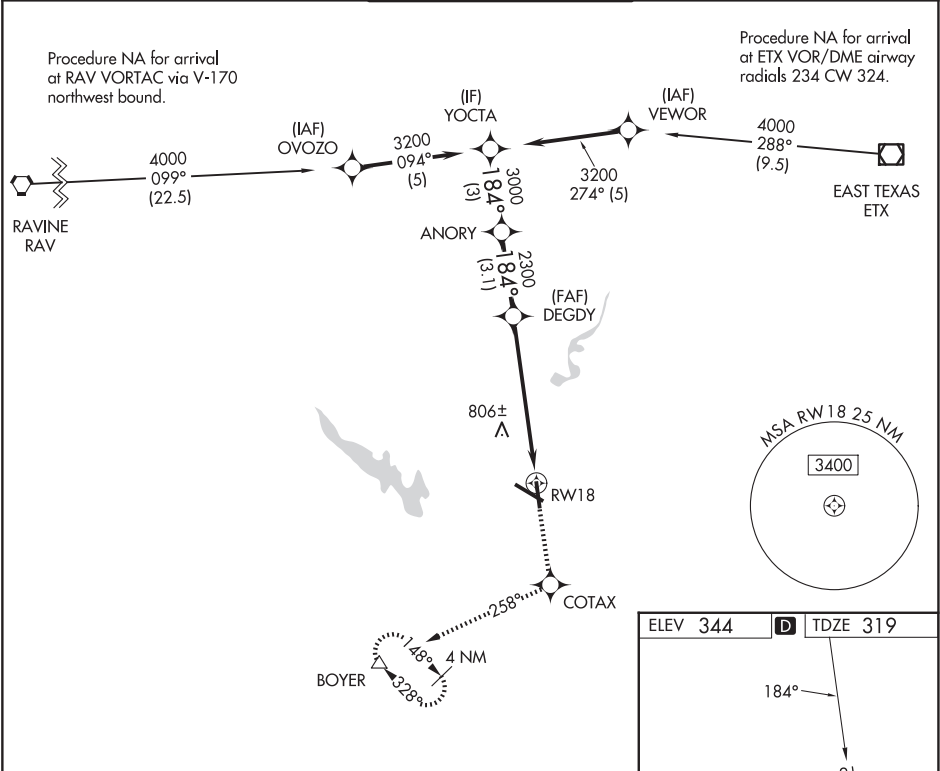 Procedure NA for arrival
at RAV VORTAC via V-170
northwest bound.
Procedure NA for arrival
at ETX VOR/DME airway
radials 234 CW 324.
(IF)
YOCTA
(IAF)
VEWOR
(IAF)
OVOZO
4000
099°
(22.5)
3200
094°
(5)
3200
274° (5)
4000
288°
(9.5)
RAVINE
RAV
EAST TEXAS
ETX
3000
184°
(3)
ANORY
2300
184°
(3.1)
(FAF)
DEGDY
806±
RW18
MSA RW18 25 NM
3400
COTAX
258°
148°
4 NM
328°
BOYER
ELEV 344
D
TDZE 319
184°